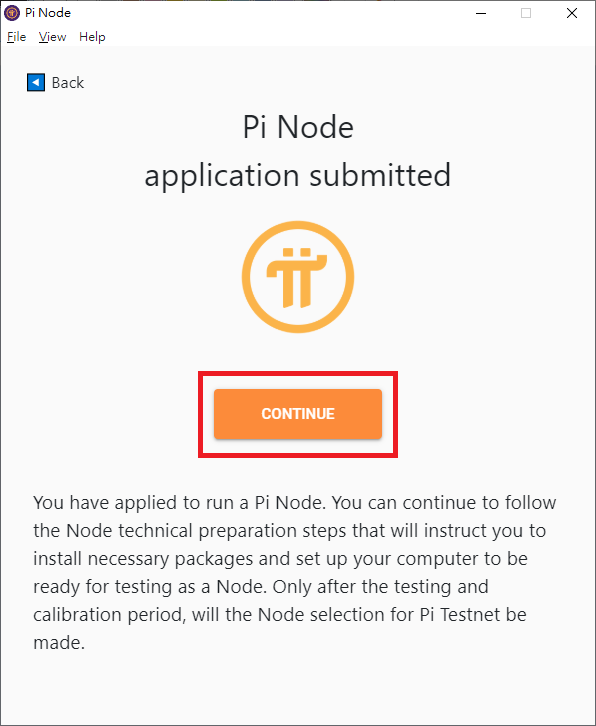 Pi Node
File View Help
Back
Pi Node
application submitted
CONTINUE
You have applied to run a Pi Node. You can continue to follow
the Node technical preparation steps that will instruct you to
install necessary packages and set up your computer to be
ready for testing as a Node. Only after the testing and
calibration period, will the Node selection for Pi Testnet be
made.